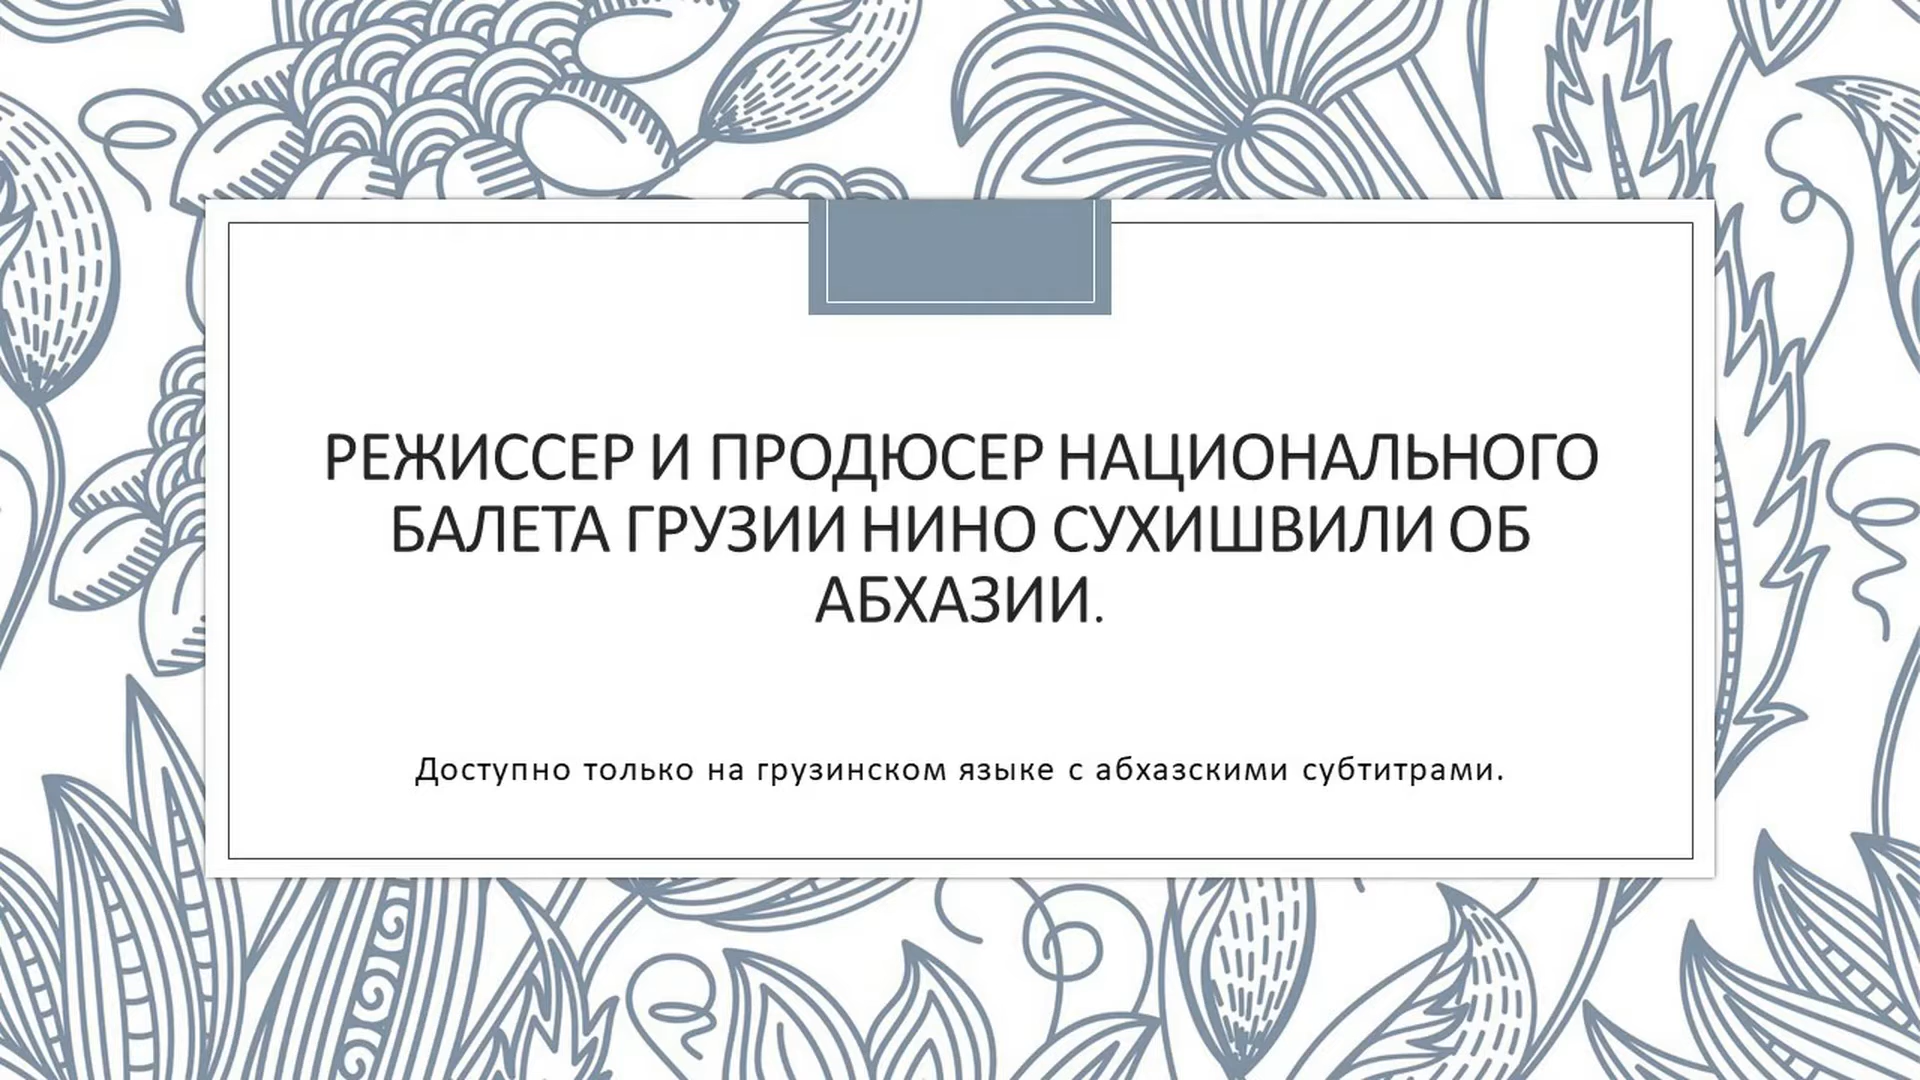 РЕЖИССЕР И ПРОДЮСЕР НАЦИОНАЛЬНОГО
БАЛЕТА ГРУЗИИ НИНО СУХИШВИЛИ ОБ
АБХАЗИИ.
Доступно только на грузинском языке с абхазскими субтитрами.